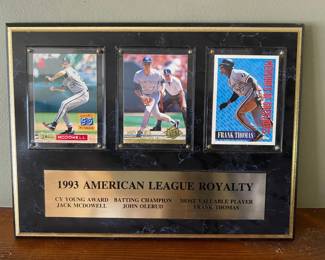 McDOWELL
FRANK THOMAS
1993 AMERICAN LEAGUE ROYALTY
CY YOUNG AWARD BATTING CHAMPION MOST VALUABLE PLAYER
JACK MCDOWELL JOHN OLERUD FRANK THOMAS